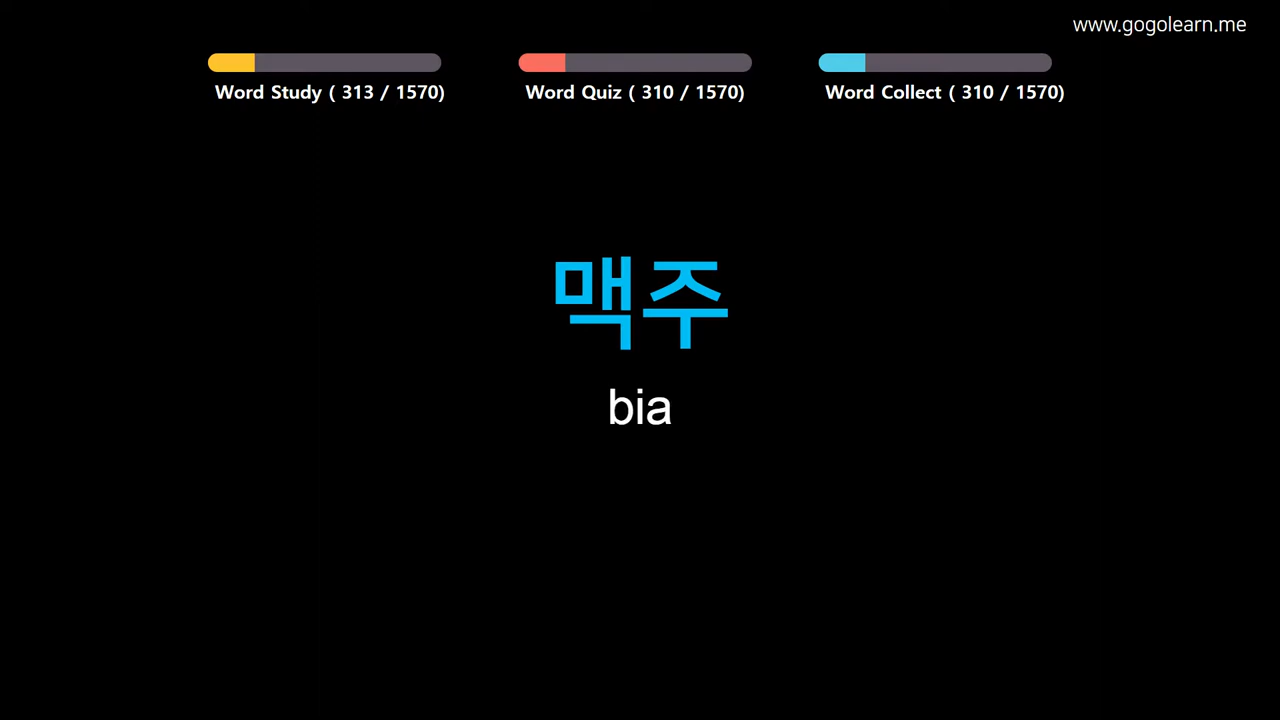 www.gogolearn.me
Word Study ( 313 / 1570)
Word Quiz ( 310 / 1570)
Word Collect ( 310 / 1570)
맥주
bia